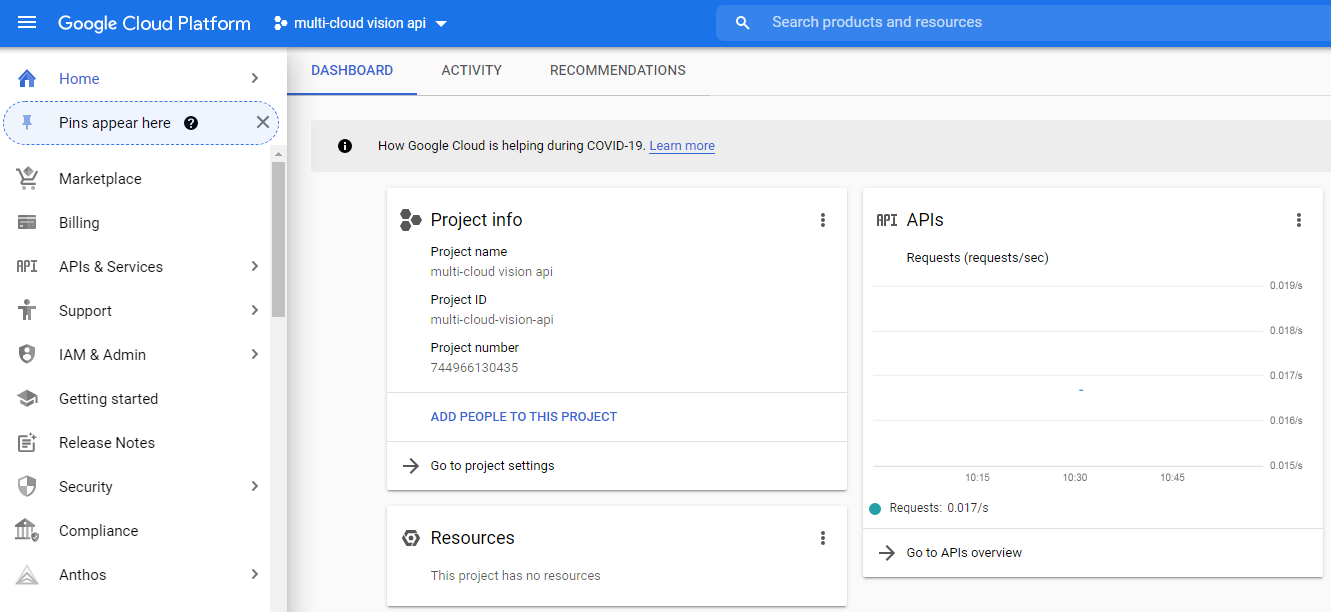 Google Cloud Platform
multi-cloud vision api
Search products and resources
Home
Pins appear here
Marketplace
Billing
API
APIs & Services
Support
IAM & Admin
Getting started
Release Notes
Security
Compliance
Anthos
DASHBOARD
ACTIVITY
RECOMMENDATIONS
How Google Cloud is helping during COVID-19. Learn more
Project info
Project name
multi-cloud vision api
Project ID
multi-cloud-vision-api
Project number
744966130435
ADD PEOPLE TO THIS PROJECT
Go to project settings
Resources
This project has no resources
API
APIs
Requests (requests/sec)
0.019/s
0.018/s
0.017/s
0.016/s
0.015/s
10:15
10:30
10:45
Requests: 0.017/s
Go to APIs overview